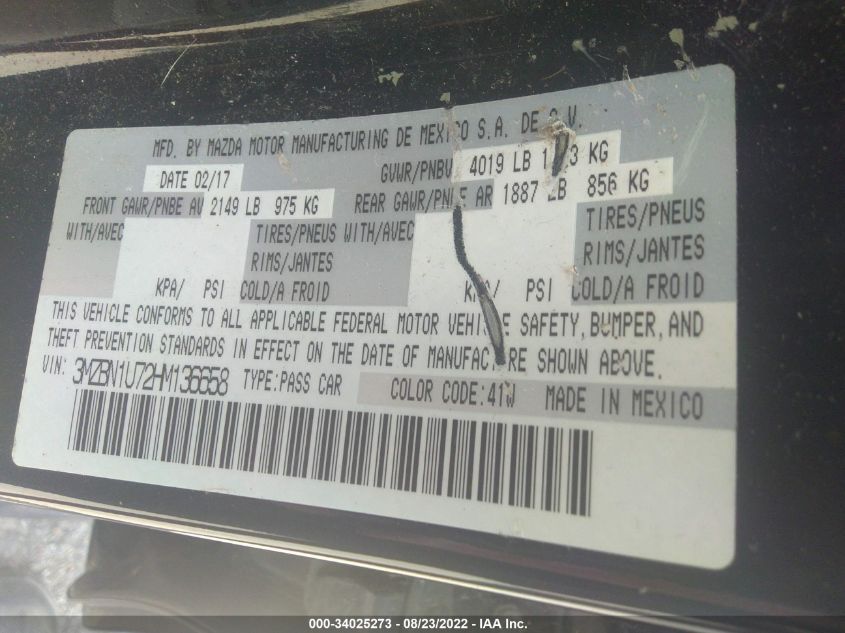 MFD. BY MAZDA MOTOR MANUFACTURING DE MEXICO S.A. DE C.V.
DATE 02/17 GVWR/PNBV 4019 LB KG
FRONT GAWR/PNBE AV 2149 LB 975 KG REAR GAWR/PNBE AR 1887 LB 856 KG
WITH/AVEC TIRES/PNEUS WITH/AVEC TIRES/PNEUS
RIMS/JANTES RIMS/JANTES
KPA/ PSI COLD/A FROID KPA/ PSI COLD/A FROID
THIS VEHICLE CONFORMS TO ALL APPLICABLE FEDERAL MOTOR VEHICLE SAFETY, BUMPER, AND
THEFT PREVENTION STANDARDS IN EFFECT ON THE DATE OF MANUFACTURE SHOWN ABOVE.
VIN: 3MZBN1U72HM136658 TYPE: PASS CAR COLOR CODE: 41W MADE IN MEXICO
000-34025273 - 08/23/2022 - IAA Inc.